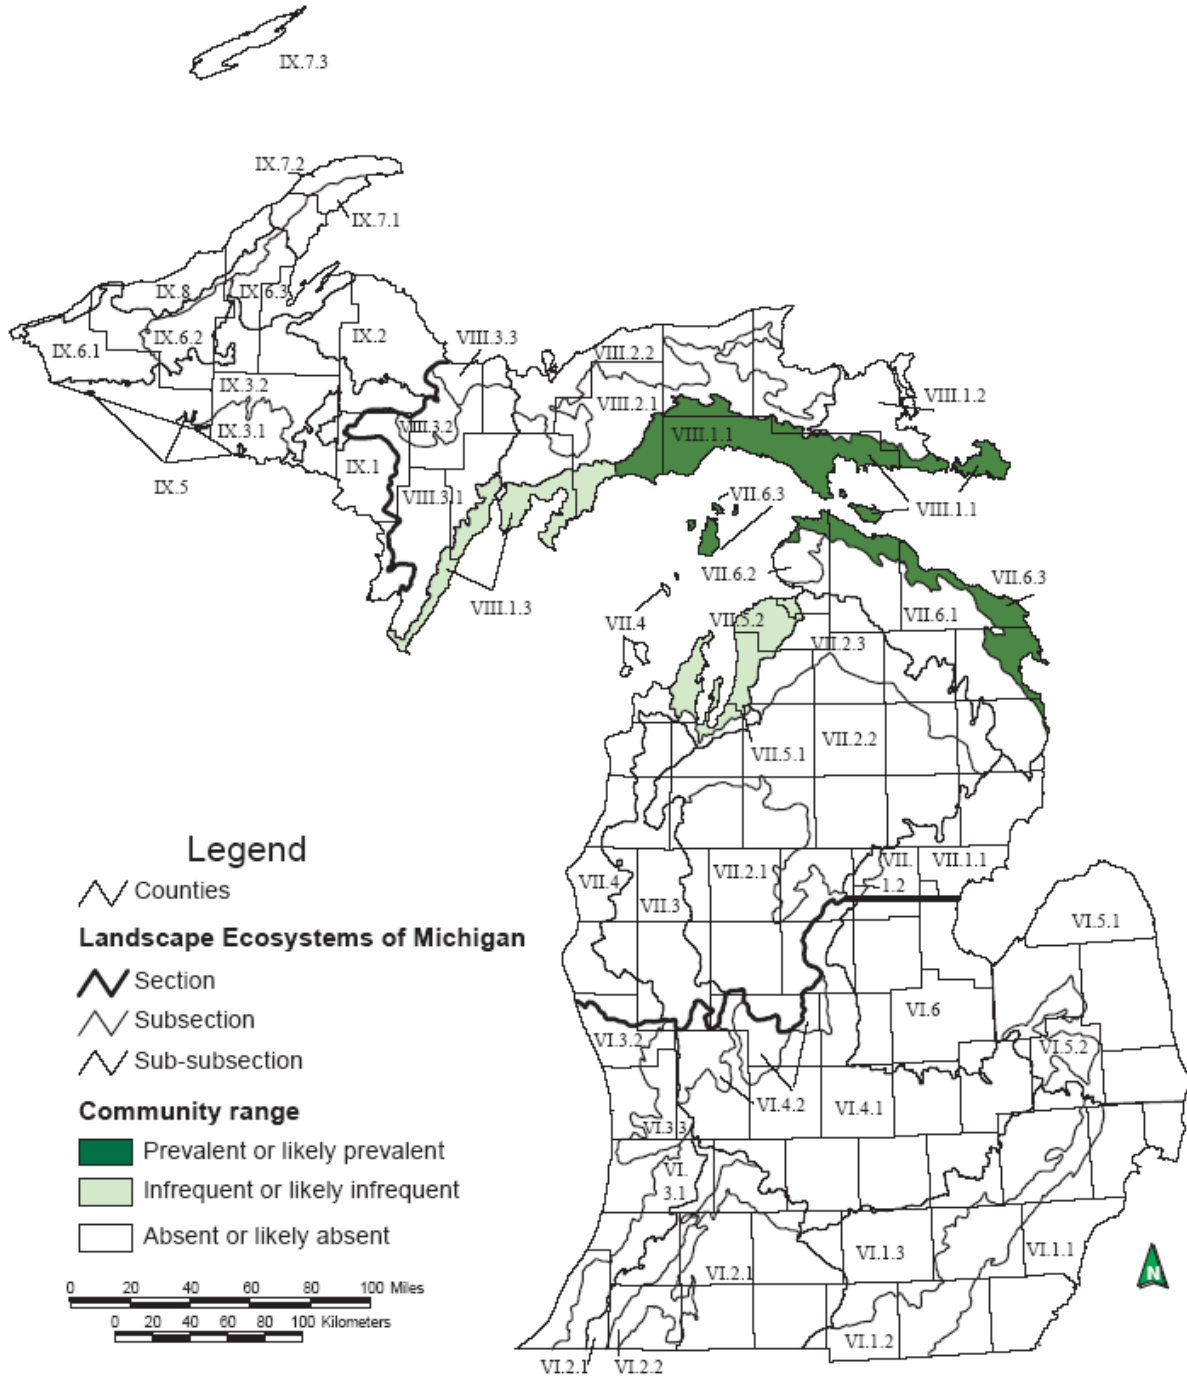 IX.7.3
IX.7.2
IX.7.1
IX.8
IX.6.3
IX.6.2
IX.6.1
IX.2
VIII.3.3
VIII.2.2
IX.3.2
VIII.2.1
VIII.1.2
IX.3.1
VIII.3.2
VIII.1.1
IX.1
IX.5
VIII.3.1
VII.6.3
VIII.1.1
VII.6.2
VII.6.3
VIII.1.3
VII.4
VII.5.2
VII.6.1
VII.2.3
VII.5.1
VII.2.2
VII.4
VII.3
VII.2.1
VII.
1.2
VII.1.1
VI.5.1
VI.6
VI.3.2
VI.5.2
VI.4.2
VI.4.1
VI.3.3
VI.
3.1
VI.1.3
VI.1.1
VI.2.1
VI.1.2
VI.2.1
VI.2.2
Legend
Counties
Landscape Ecosystems of Michigan
Section
Subsection
Sub-subsection
Community range
Prevalent or likely prevalent
Infrequent or likely infrequent
Absent or likely absent
0 20 40 60 80 100 Miles
0 20 40 60 80 100 Kilometers
N